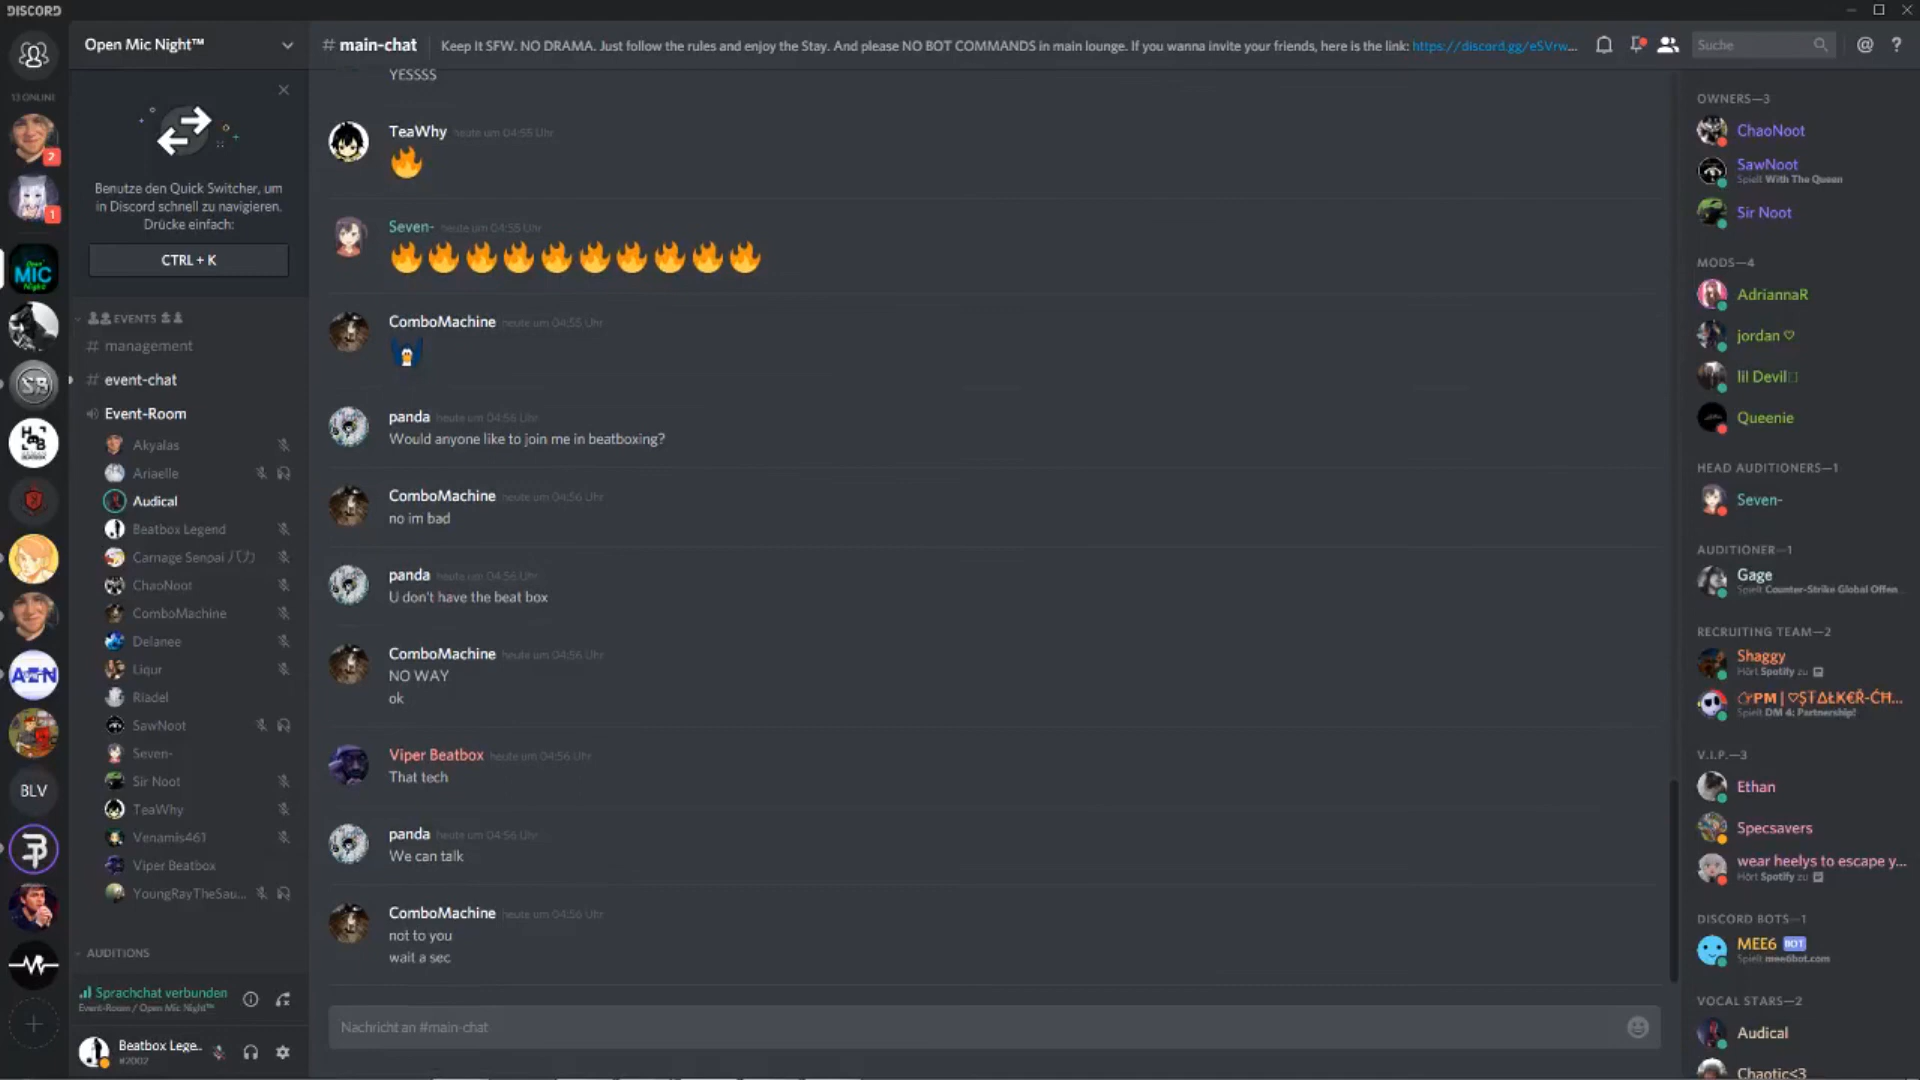 DISCORD
Open Mic Night™
# main-chat
Keep it SFW. NO DRAMA. Just follow the rules and enjoy the Stay. And please NO BOT COMMANDS in main lounge. If you wanna invite your friends, here is the link: https://discord.gg/eSVrw...
Suche
13 ONLINE
2
1
Benutze den Quick Switcher, um
in Discord schnell zu navigieren.
Drücke einfach:
CTRL + K
MIC
Night
SB
AEN
BLV
EVENTS
# management
# event-chat
Event-Room
Akyalas
Ariaelle
Audical
Beatbox Legend
Carnage Senpai バカ
ChaoNoot
ComboMachine
Delanee
Liqur
Riadel
SawNoot
Seven-
Sir Noot
TeaWhy
Venamis461
Viper Beatbox
YoungRayTheSau...
AUDITIONS
Sprachchat verbunden
Event-Room / Open Mic Night™
Beatbox Lege..
#2002
YESSSS
TeaWhy heute um 04:55 Uhr
🔥
Seven- heute um 04:55 Uhr
🔥🔥🔥🔥🔥🔥🔥🔥🔥🔥
ComboMachine heute um 04:55 Uhr
panda heute um 04:56 Uhr
Would anyone like to join me in beatboxing?
ComboMachine heute um 04:56 Uhr
no im bad
panda heute um 04:56 Uhr
U don't have the beat box
ComboMachine heute um 04:56 Uhr
NO WAY
ok
Viper Beatbox heute um 04:56 Uhr
That tech
panda heute um 04:56 Uhr
We can talk
ComboMachine heute um 04:56 Uhr
not to you
wait a sec
Nachricht an #main-chat
OWNERS—3
ChaoNoot
SawNoot
Spielt With The Queen
Sir Noot
MODS—4
AdriannaR
jordan ♡
lil Devil
Queenie
HEAD AUDITIONERS—1
Seven-
AUDITIONER—1
Gage
Spielt Counter-Strike Global Offen
RECRUITING TEAM—2
Shaggy
Hört Spotify zu
PM | ♡ŞTΔŁK€Ř-ĆĦ...
Spielt DM 4: Partnership!
V.I.P.—3
Ethan
Specsavers
wear heelys to escape y...
Hört Spotify zu
DISCORD BOTS—1
MEE6 BOT
Spielt mee6bot.com
VOCAL STARS—2
Audical
Chaotic<3